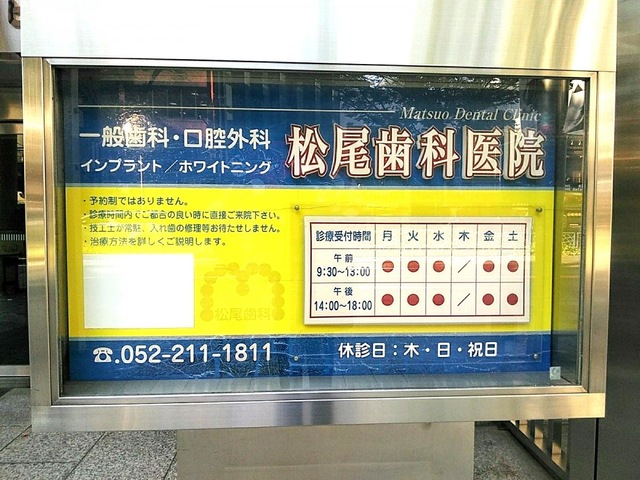 Matsuo Dental Clinic
一般歯科・口腔外科
インプラント／ホワイトニング
松尾歯科医院
・予約制ではありません。
・診療時間内でご都合の良い時に直接ご来院下さい。
・技工士が常駐、入れ歯の修理等お待たせしません。
・治療方法を詳しくご説明します。
松尾歯科
診療受付時間 月 火 水 木 金 土
午前 9:30~13:00 ● ● ● ／ ● ●
午後 14:00~18:00 ● ● ● ／ ● ●
☎.052-211-1811
休診日：木・日・祝日